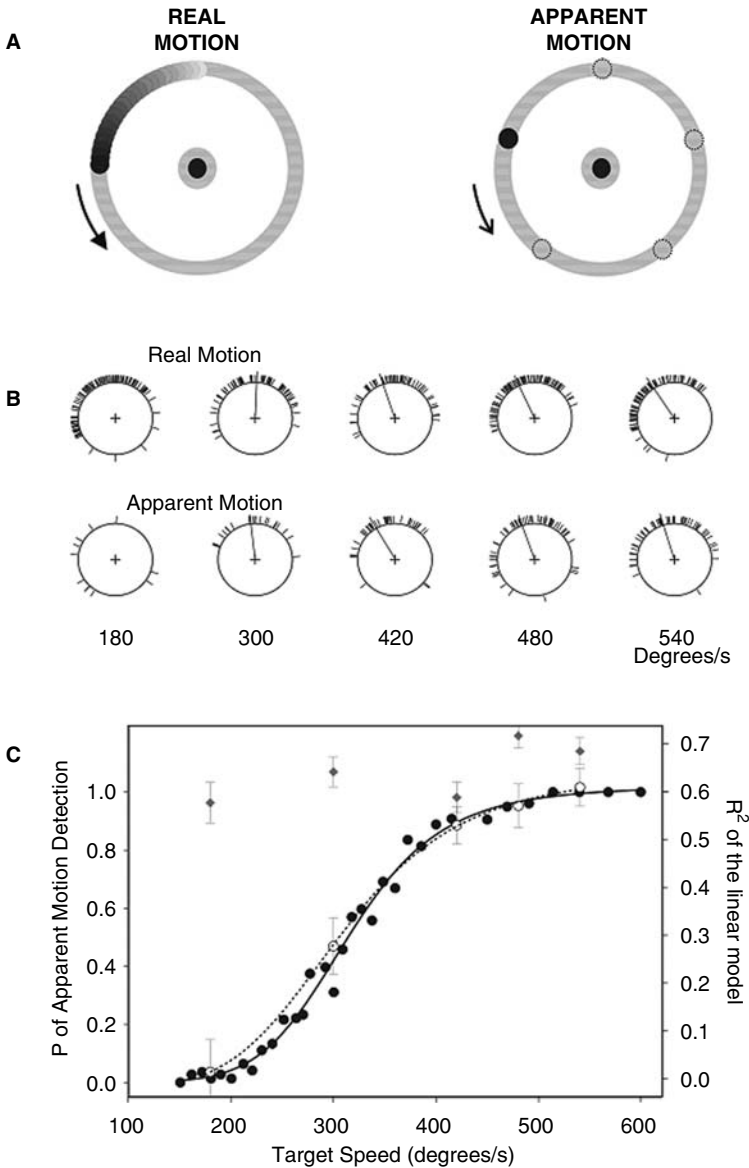 REAL MOTION
APPARENT MOTION
A
B
Real Motion
Apparent Motion
180 300 420 480 540
Degrees/s
C
P of Apparent Motion Detection
1.0
0.8
0.6
0.4
0.2
0.0
R² of the linear model
0.7
0.6
0.5
0.4
0.3
0.2
0.1
0.0
100 200 300 400 500 600
Target Speed (degrees/s)